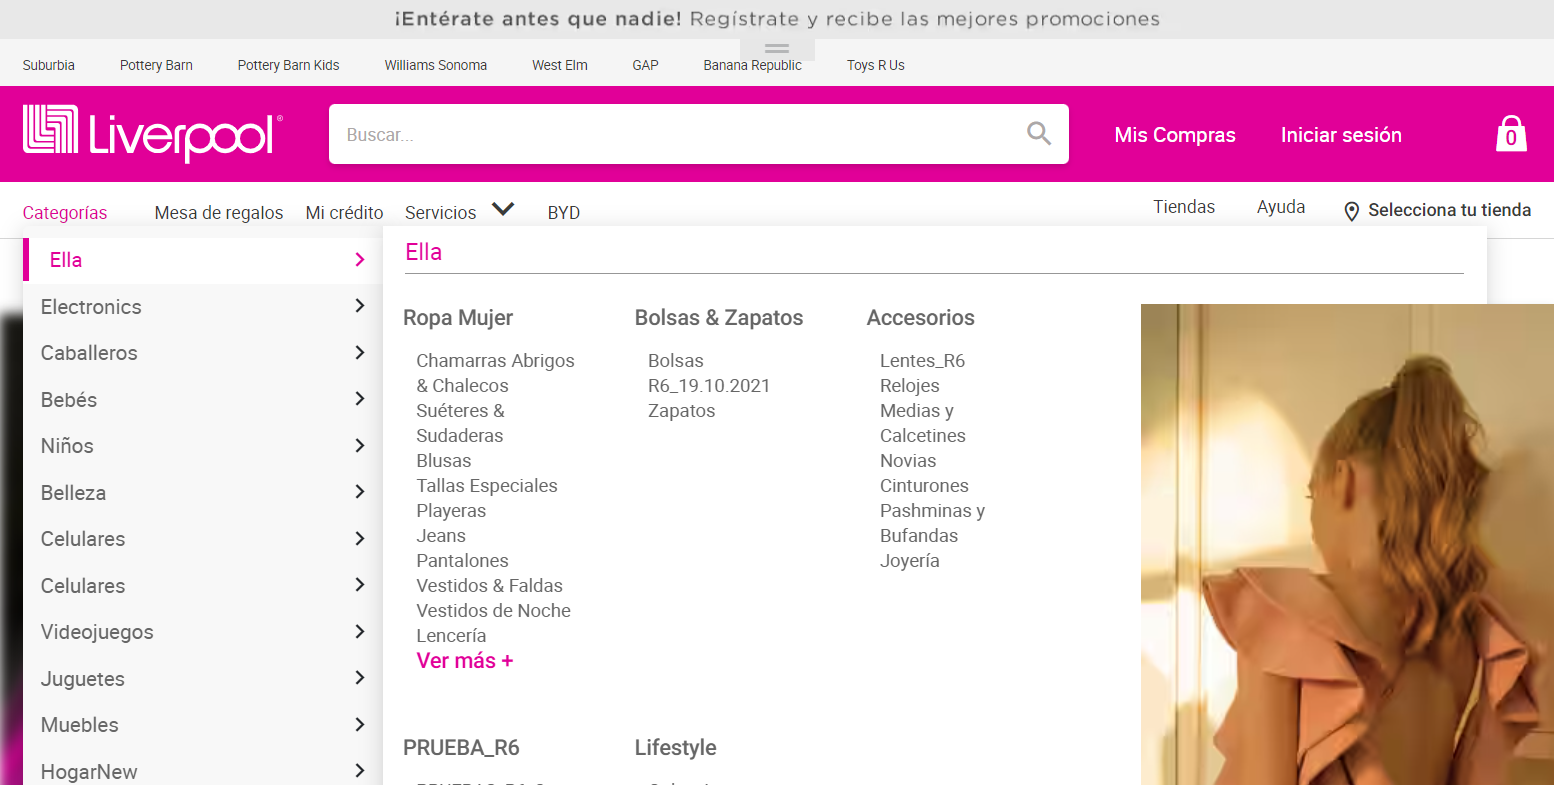 ¡Entérate antes que nadie! Regístrate y recibe las mejores promociones
Suburbia
Pottery Barn
Pottery Barn Kids
Williams Sonoma
West Elm
GAP
Banana Republic
Toys R Us
Liverpool®
Buscar...
Mis Compras
Iniciar sesión
0
Categorías
Mesa de regalos
Mi crédito
Servicios
BYD
Tiendas
Ayuda
Selecciona tu tienda
Ella
Electronics
Caballeros
Bebés
Niños
Belleza
Celulares
Celulares
Videojuegos
Juguetes
Muebles
HogarNew
Ella
Ropa Mujer
Chamarras Abrigos
& Chalecos
Suéteres &
Sudaderas
Blusas
Tallas Especiales
Playeras
Jeans
Pantalones
Vestidos & Faldas
Vestidos de Noche
Lencería
Ver más +
Bolsas & Zapatos
Bolsas
R6_19.10.2021
Zapatos
Accesorios
Lentes_R6
Relojes
Medias y
Calcetines
Novias
Cinturones
Pashminas y
Bufandas
Joyería
PRUEBA_R6
Lifestyle